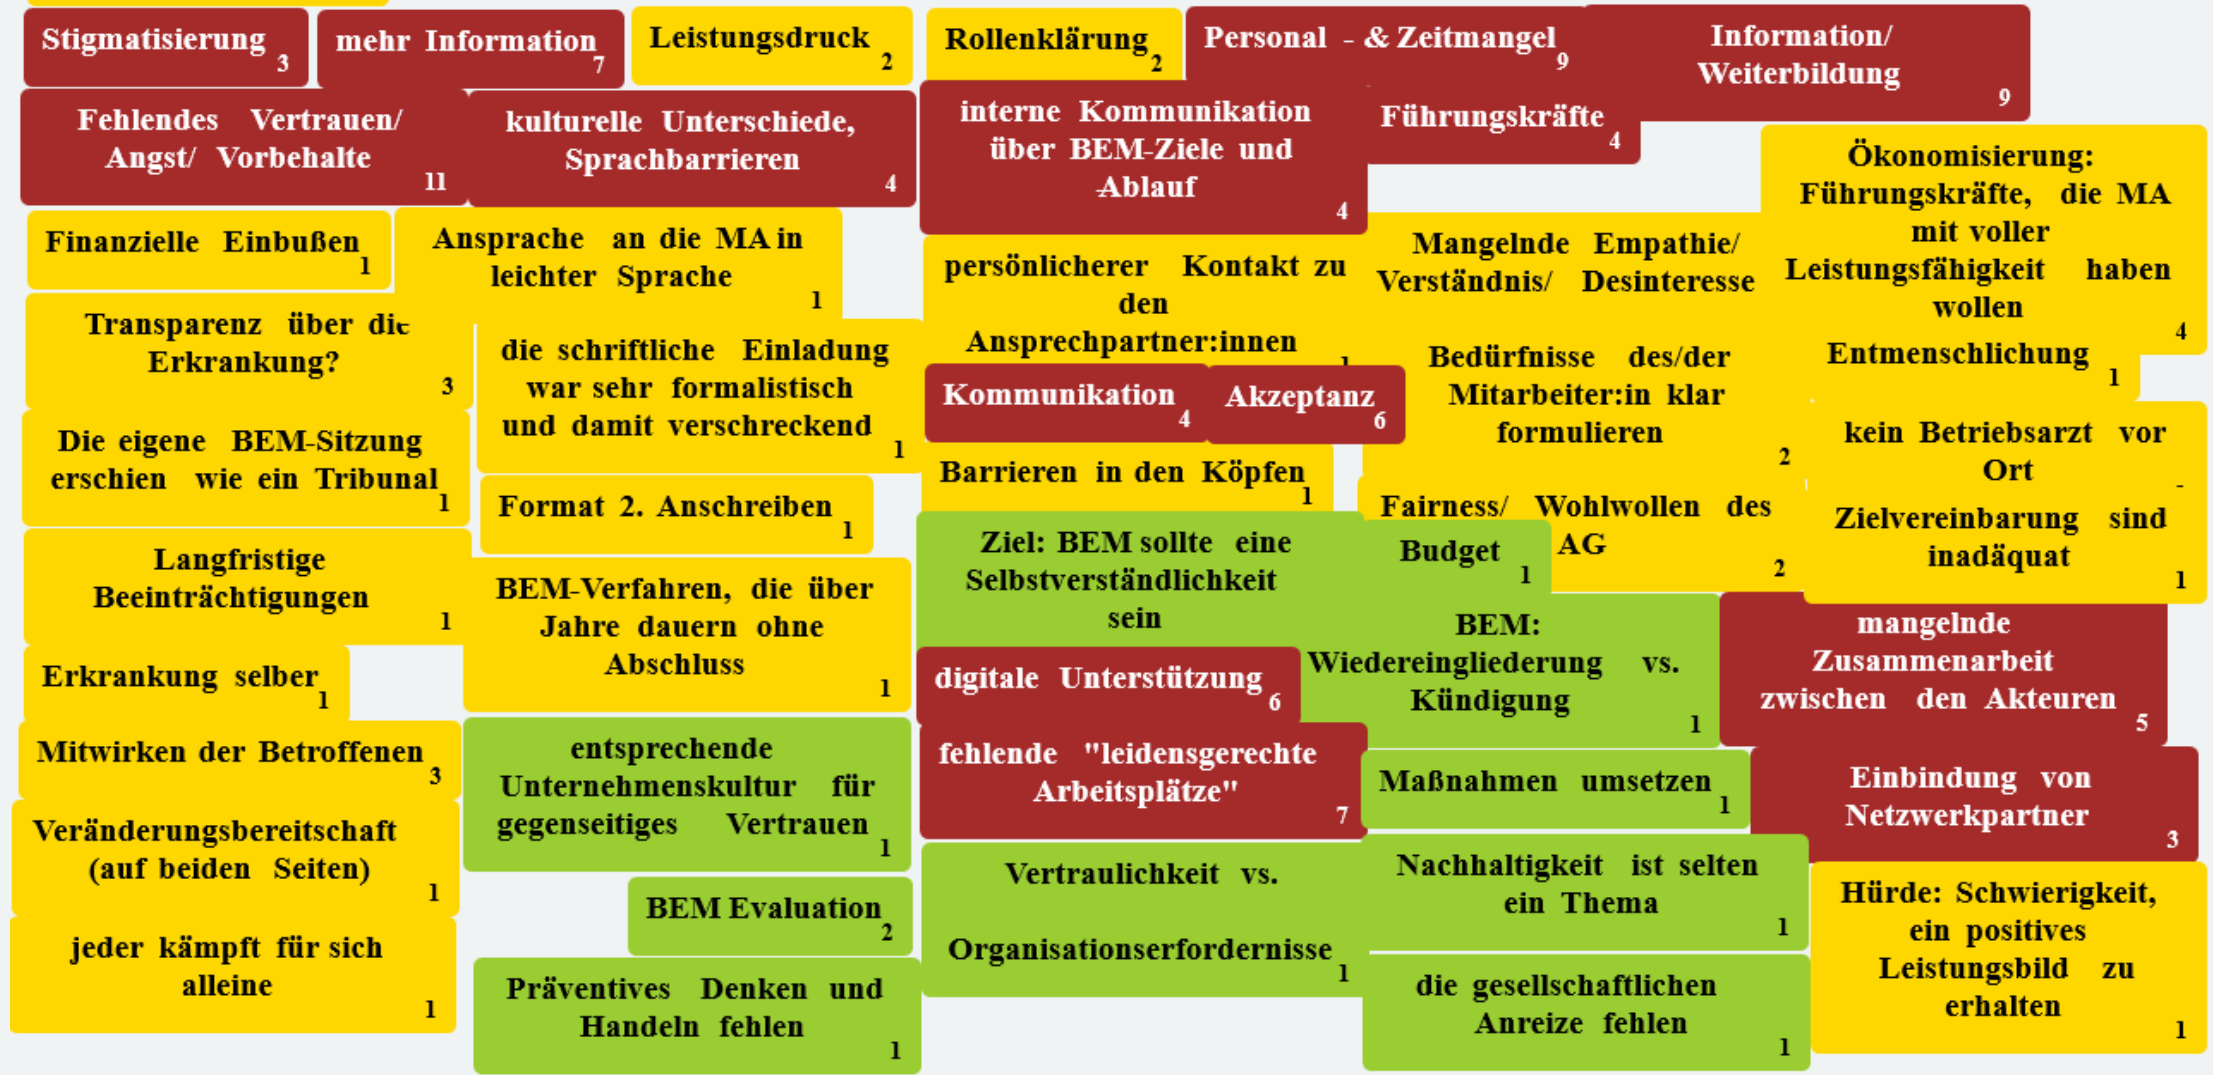 Stigmatisierung
3
mehr Information
7
Leistungsdruck
2
Rollenklärung
2
Personal - & Zeitmangel
9
Information/
Weiterbildung
9
Fehlendes Vertrauen/
Angst/ Vorbehalte
11
kulturelle Unterschiede,
Sprachbarrieren
4
interne Kommunikation
über BEM-Ziele und
-Ablauf
4
Führungskräfte
4
Ökonomisierung:
Führungskräfte, die MA
mit voller
Leistungsfähigkeit haben
wollen
4
Finanzielle Einbußen
1
Ansprache an die MA in
leichter Sprache
1
persönlicherer Kontakt zu
den
Ansprechpartner:innen
Mangelnde Empathie/
Verständnis/ Desinteresse
Transparenz über die
Erkrankung?
3
die schriftliche Einladung
war sehr formalistisch
und damit verschreckend
1
Kommunikation
4
Akzeptanz
6
Bedürfnisse des/der
Mitarbeiter:in klar
formulieren
2
Entmenschlichung
1
Die eigene BEM-Sitzung
erschien wie ein Tribunal
1
Format 2. Anschreiben
1
Barrieren in den Köpfen
1
Fairness/ Wohlwollen des
AG
2
kein Betriebsarzt vor
Ort
Zielvereinbarung sind
inadäquat
1
Langfristige
Beeinträchtigungen
1
BEM-Verfahren, die über
Jahre dauern ohne
Abschluss
1
Ziel: BEM sollte eine
Selbstverständlichkeit
sein
Budget
1
BEM:
Wiedereingliederung vs.
Kündigung
1
mangelnde
Zusammenarbeit
zwischen den Akteuren
5
Erkrankung selber
1
digitale Unterstützung
6
Mitwirken der Betroffenen
3
entsprechende
Unternehmenskultur für
gegenseitiges Vertrauen
1
fehlende "leidensgerechte
Arbeitsplätze"
7
Maßnahmen umsetzen
1
Einbindung von
Netzwerkpartner
3
Veränderungsbereitschaft
(auf beiden Seiten)
1
BEM Evaluation
2
Vertraulichkeit vs.
Organisationserfordernisse
1
Nachhaltigkeit ist selten
ein Thema
1
Hürde: Schwierigkeit,
ein positives
Leistungsbild zu
erhalten
1
jeder kämpft für sich
alleine
1
Präventives Denken und
Handeln fehlen
1
die gesellschaftlichen
Anreize fehlen
1